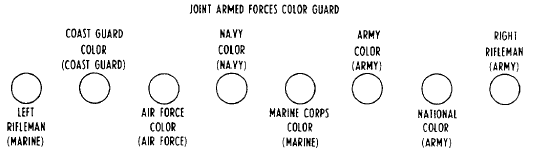 JOINT ARMED FORCES COLOR GUARD
COAST GUARD
COLOR
(COAST GUARD)
NAVY
COLOR
(NAVY)
ARMY
COLOR
(ARMY)
RIGHT
RIFLEMAN
(ARMY)
LEFT
RIFLEMAN
(MARINE)
AIR FORCE
COLOR
(AIR FORCE)
MARINE CORPS
COLOR
(MARINE)
NATIONAL
COLOR
(ARMY)